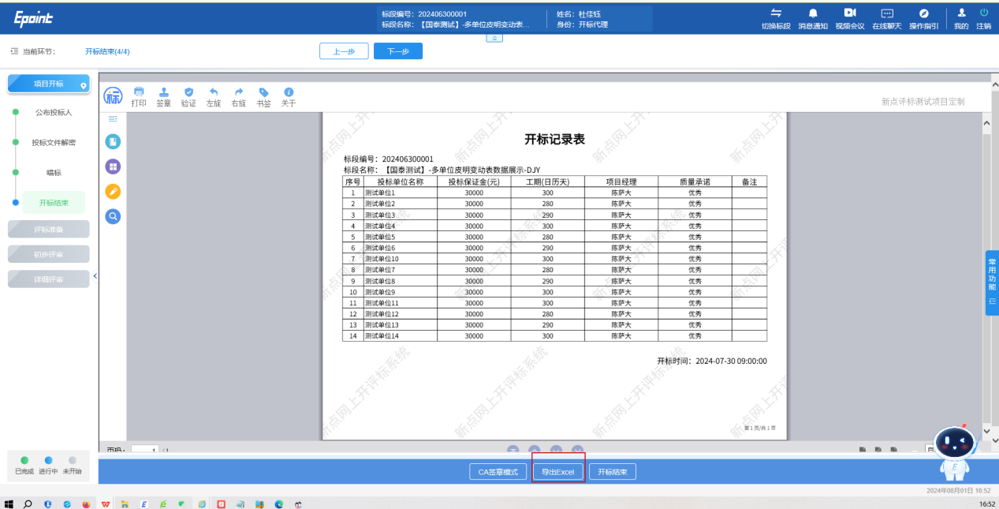 Epoint
标段编号：202406300001
标段名称：【国泰测试】-多单位皮明变动表...
姓名：杜佳钰
身份：开标代理
切换标段 消息通知 视频会议 在线聊天 操作指引 我的 注销
当前环节： 开标结束(4/4)
上一步 下一步
项目开标
公布投标人
投标文件解密
唱标
开标结束
评标准备
初步评审
详细评审
标
打印 签章 验证 左旋 右旋 书签 关于
新点评标测试项目定制
开标记录表
标段编号：202406300001
标段名称：【国泰测试】-多单位皮明变动表数据展示-DJY
序号 投标单位名称 投标保证金(元) 工期(日历天) 项目经理 质量承诺 备注
1 测试单位1 30000 300 陈萨大 优秀
2 测试单位2 30000 280 陈萨大 优秀
3 测试单位3 30000 290 陈萨大 优秀
4 测试单位4 30000 300 陈萨大 优秀
5 测试单位5 30000 280 陈萨大 优秀
6 测试单位6 30000 290 陈萨大 优秀
7 测试单位10 30000 300 陈萨大 优秀
8 测试单位7 30000 280 陈萨大 优秀
9 测试单位8 30000 290 陈萨大 优秀
10 测试单位9 30000 300 陈萨大 优秀
11 测试单位11 30000 300 陈萨大 优秀
12 测试单位12 30000 280 陈萨大 优秀
13 测试单位13 30000 290 陈萨大 优秀
14 测试单位14 30000 300 陈萨大 优秀
开标时间：2024-07-30 09:00:00
新点网上开评标系统
第1页/共1页
常用功能
页码： 1 /1
已完成 进行中 未开始
CA签章模式 导出Excel 开标结束
2024年08月01日 16:52
16:52